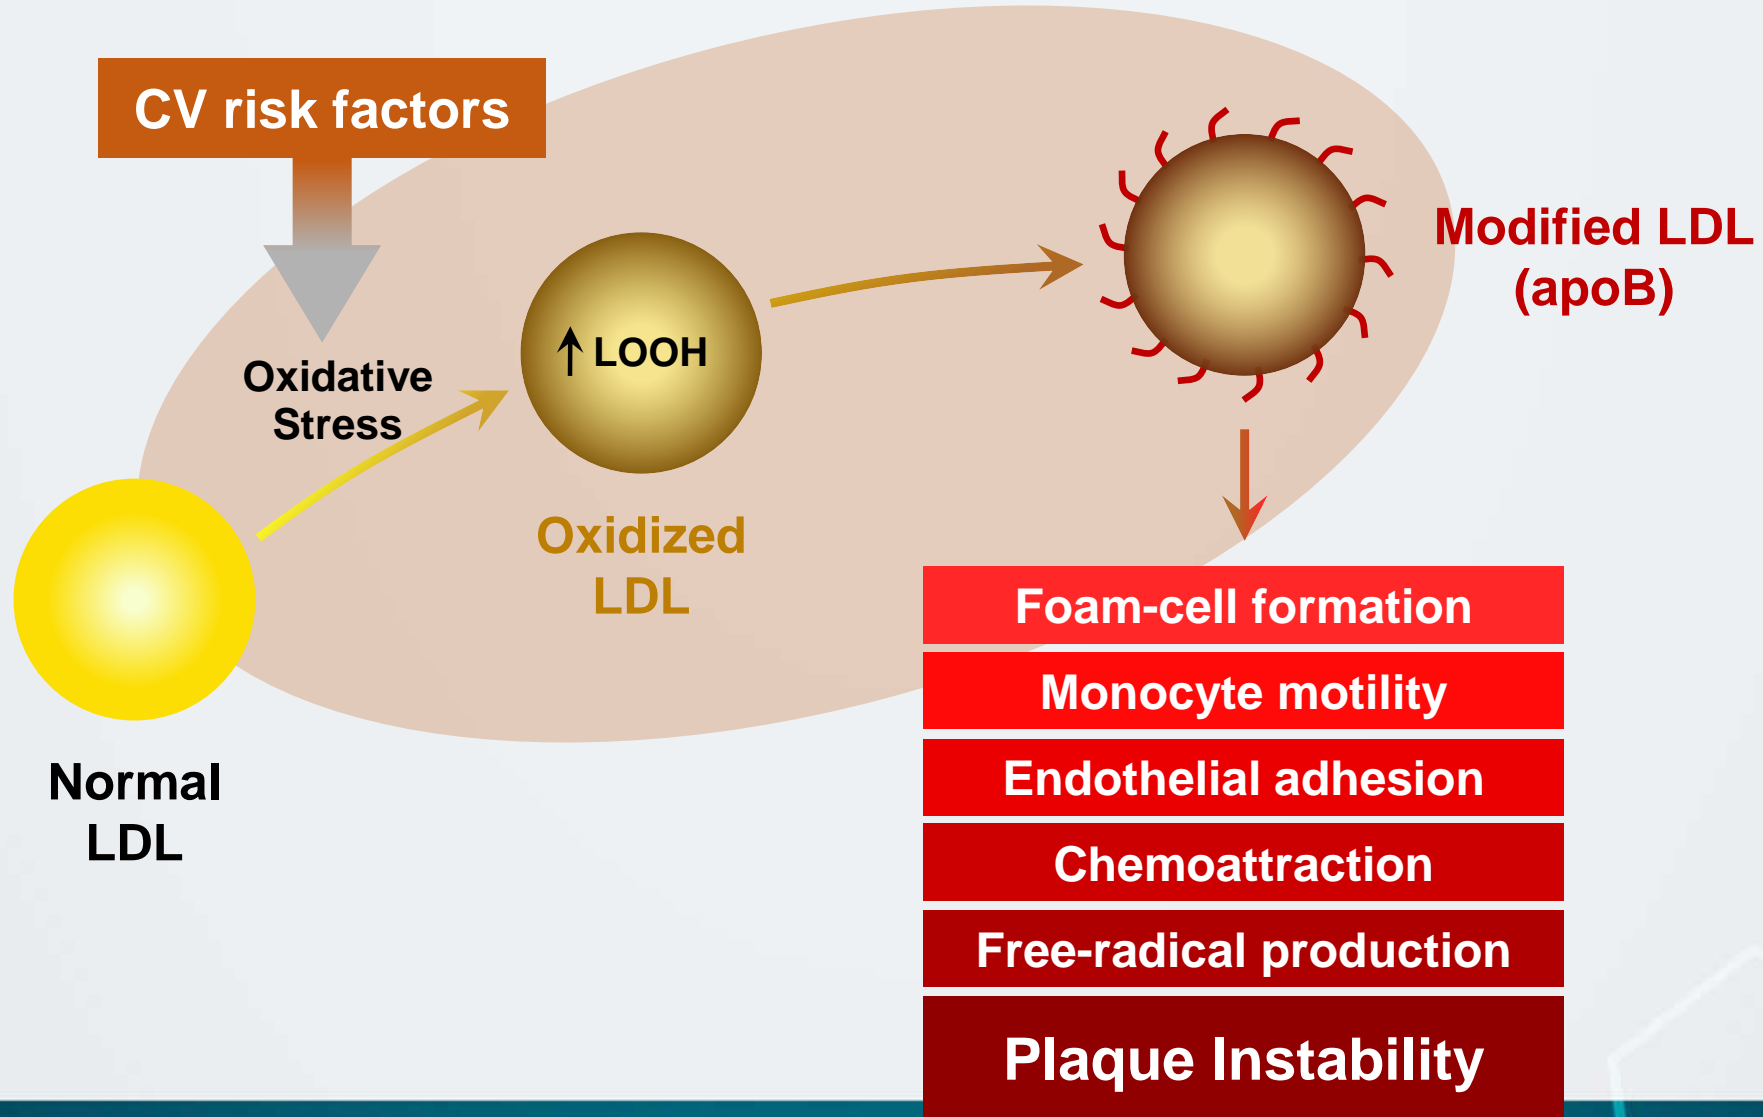 CV risk factors
Oxidative
Stress
↑ LOOH
Oxidized
LDL
Normal
LDL
Modified LDL
(apoB)
Foam-cell formation
Monocyte motility
Endothelial adhesion
Chemoattraction
Free-radical production
Plaque Instability